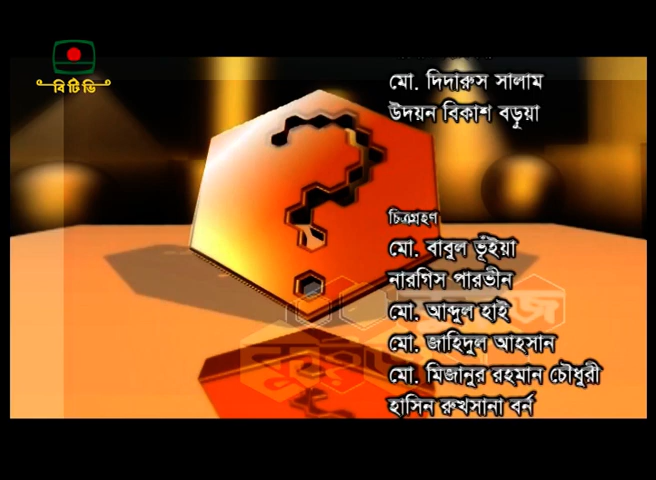 বি টি ভি
মো. দিদারুস সালাম
উদয়ন বিকাশ বড়ুয়া
?
চিত্রগ্রহণ
মো. বাবুল ভূঁইয়া
নারগিস পারভীন
মো. আব্দুল হাই
মো. জাহিদুল আহসান
মো. মিজানুর রহমান চৌধুরী
হাসিন রুখসানা বর্ন